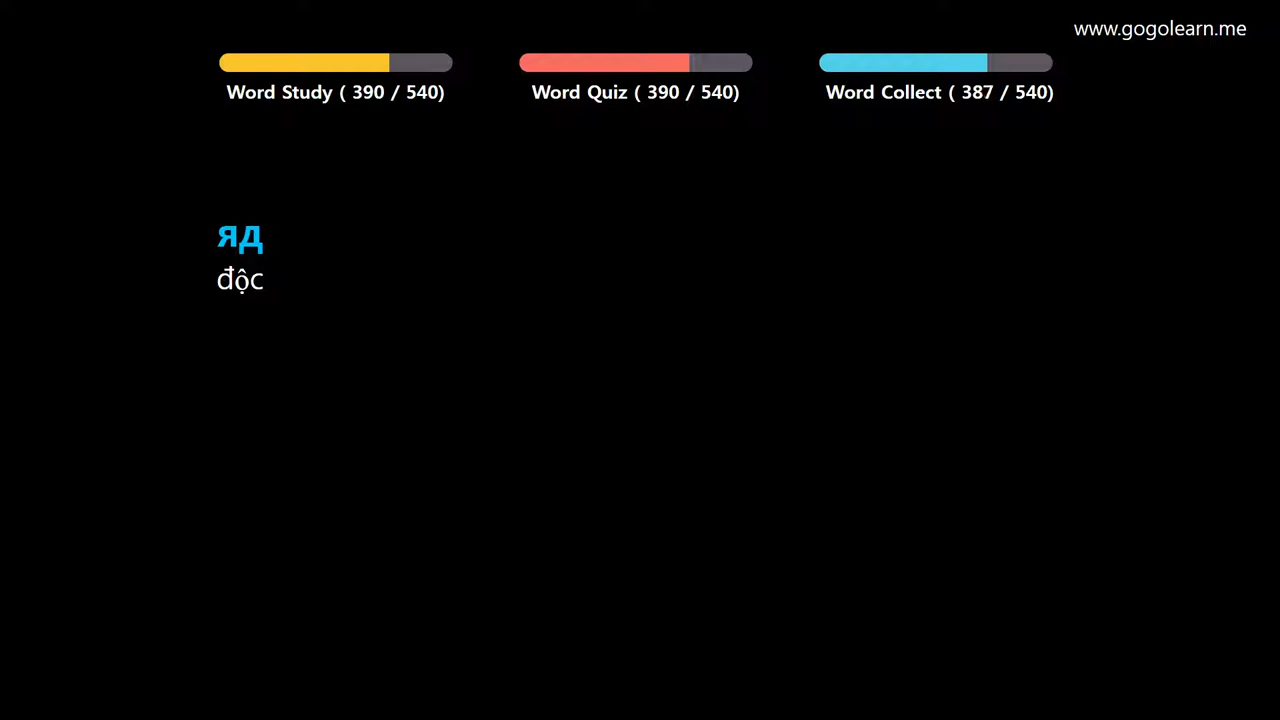 www.gogolearn.me
Word Study ( 390 / 540)
Word Quiz ( 390 / 540)
Word Collect ( 387 / 540)
яд
độc